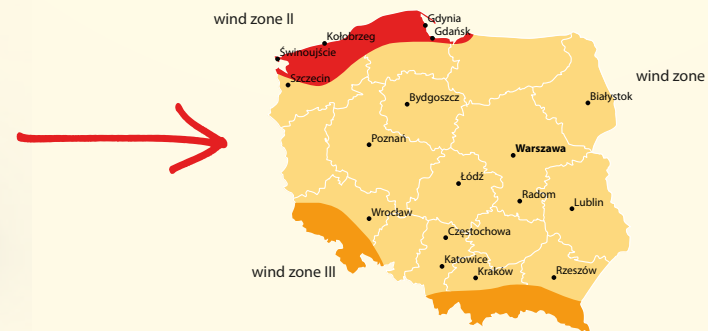 wind zone II
Gdynia
Gdańsk
Kołobrzeg
Świnoujście
Szczecin
wind zone
Bydgoszcz
Białystok
Poznań
Warszawa
Łódź
Radom
Lublin
Wrocław
Częstochowa
wind zone III
Katowice
Kraków
Rzeszów